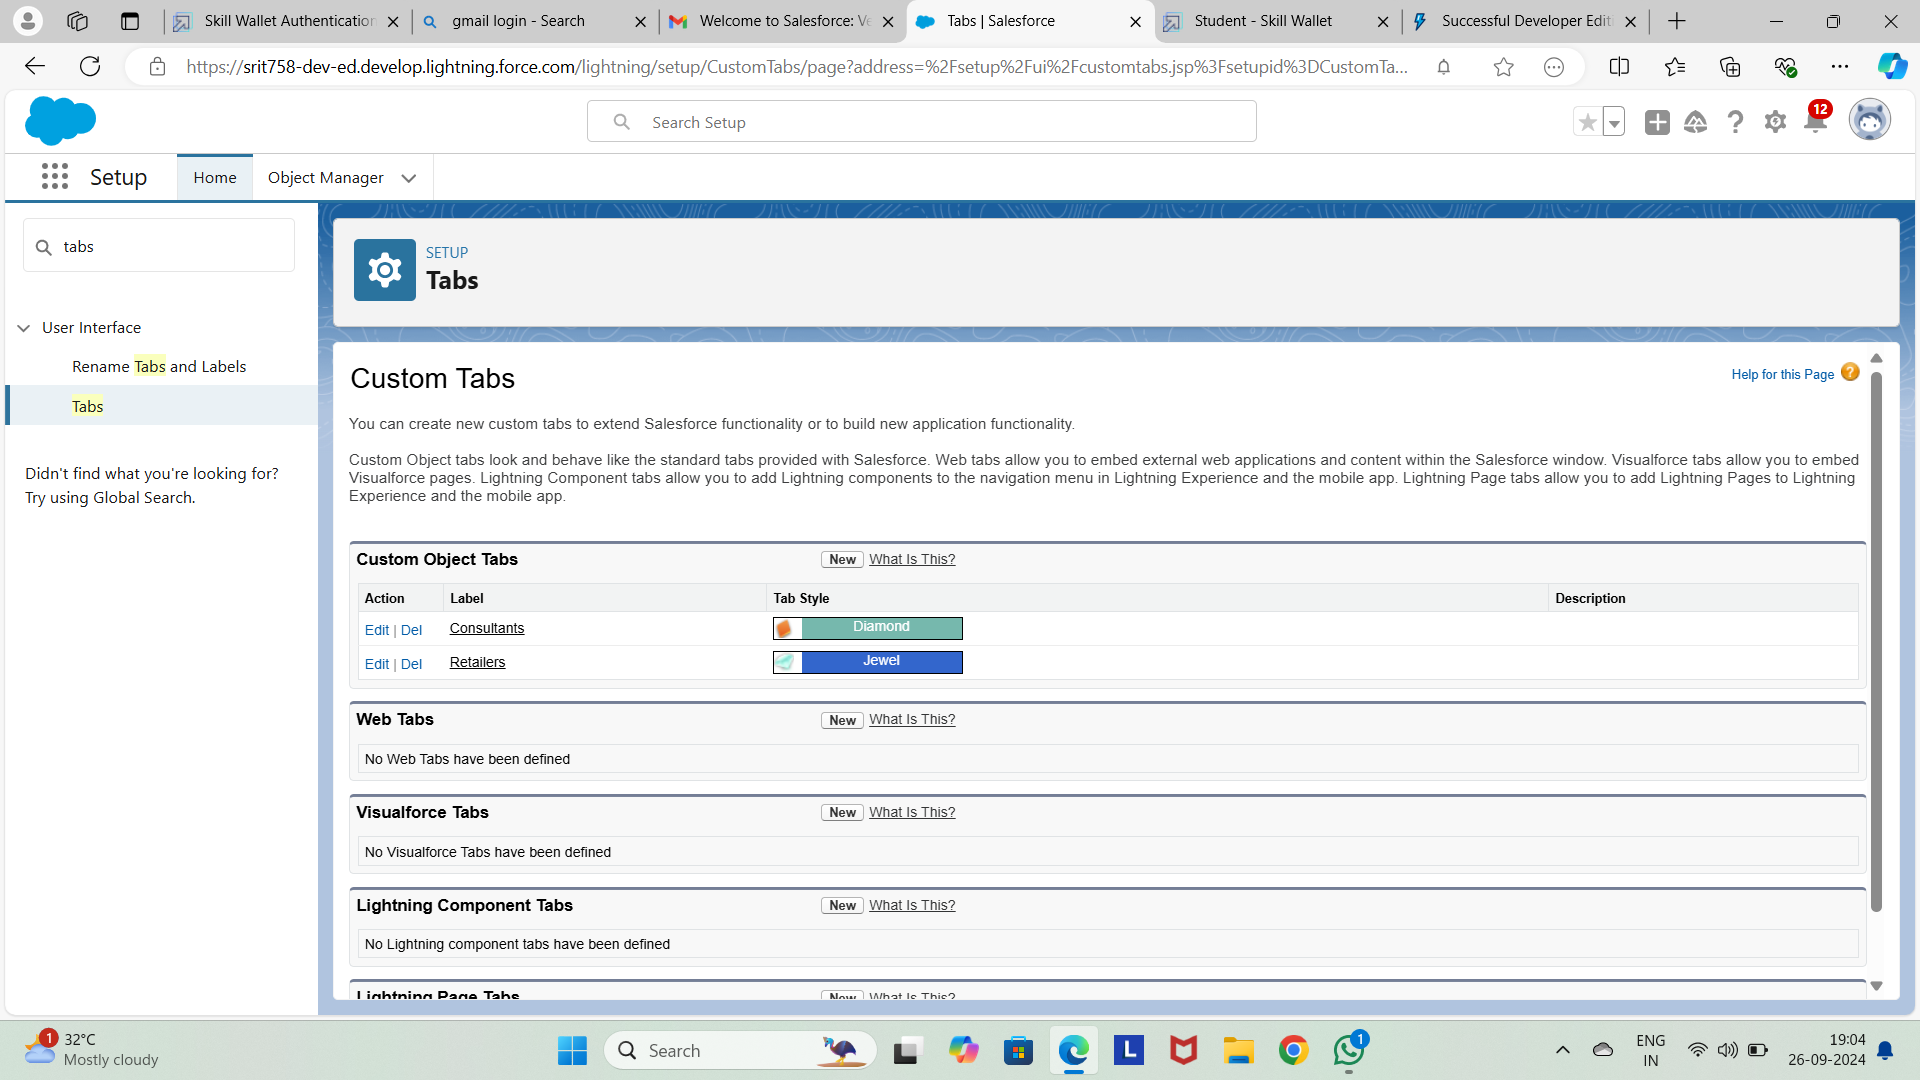 Skill Wallet Authentication
gmail login - Search
Welcome to Salesforce: Ve
Tabs | Salesforce
Student - Skill Wallet
Successful Developer Editi
https://srit758-dev-ed.develop.lightning.force.com/lightning/setup/CustomTabs/page?address=%2Fsetup%2Fui%2Fcustomtabs.jsp%3Fsetupid%3DCustomTa...
Search Setup
12
Setup
Home
Object Manager
tabs
User Interface
Rename Tabs and Labels
Tabs
Didn't find what you're looking for?
Try using Global Search.
SETUP
Tabs
Custom Tabs
Help for this Page
You can create new custom tabs to extend Salesforce functionality or to build new application functionality.
Custom Object tabs look and behave like the standard tabs provided with Salesforce. Web tabs allow you to embed external web applications and content within the Salesforce window. Visualforce tabs allow you to embed
Visualforce pages. Lightning Component tabs allow you to add Lightning components to the navigation menu in Lightning Experience and the mobile app. Lightning Page tabs allow you to add Lightning Pages to Lightning
Experience and the mobile app.
Custom Object Tabs New What Is This?
Action Label Tab Style Description
Edit | Del Consultants Diamond
Edit | Del Retailers Jewel
Web Tabs New What Is This?
No Web Tabs have been defined
Visualforce Tabs New What Is This?
No Visualforce Tabs have been defined
Lightning Component Tabs New What Is This?
No Lightning component tabs have been defined
Lightning Page Tabs New What Is This?
1
32°C
Mostly cloudy
Search
L
1
ENG
IN
19:04
26-09-2024